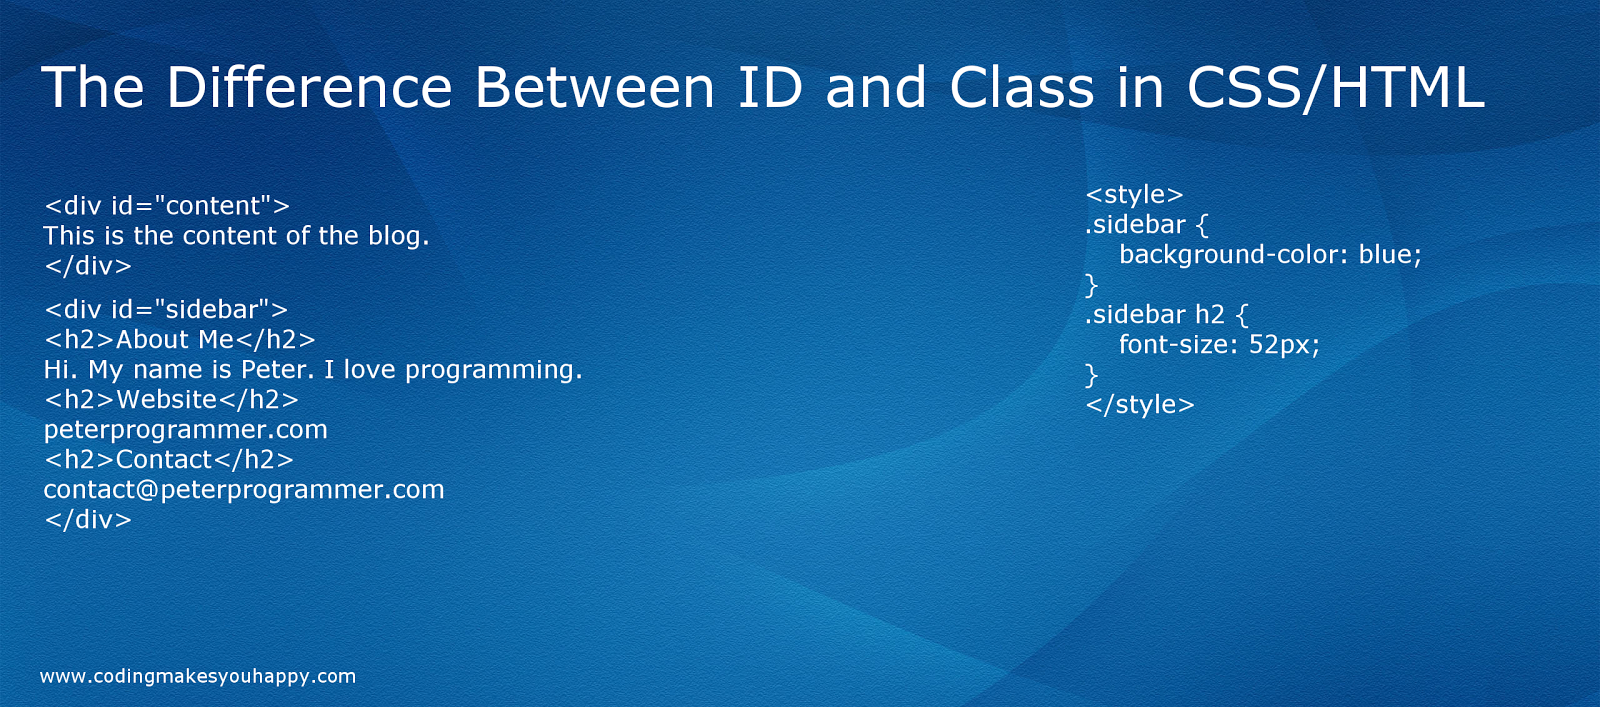 The Difference Between ID and Class in CSS/HTML
<div id="content">
This is the content of the blog.
</div>
<div id="sidebar">
<h2>About Me</h2>
Hi. My name is Peter. I love programming.
<h2>Website</h2>
peterprogrammer.com
<h2>Contact</h2>
contact@peterprogrammer.com
</div>
<style>
.sidebar {
    background-color: blue;
}
.sidebar h2 {
    font-size: 52px;
}
</style>
www.codingmakesyouhappy.com